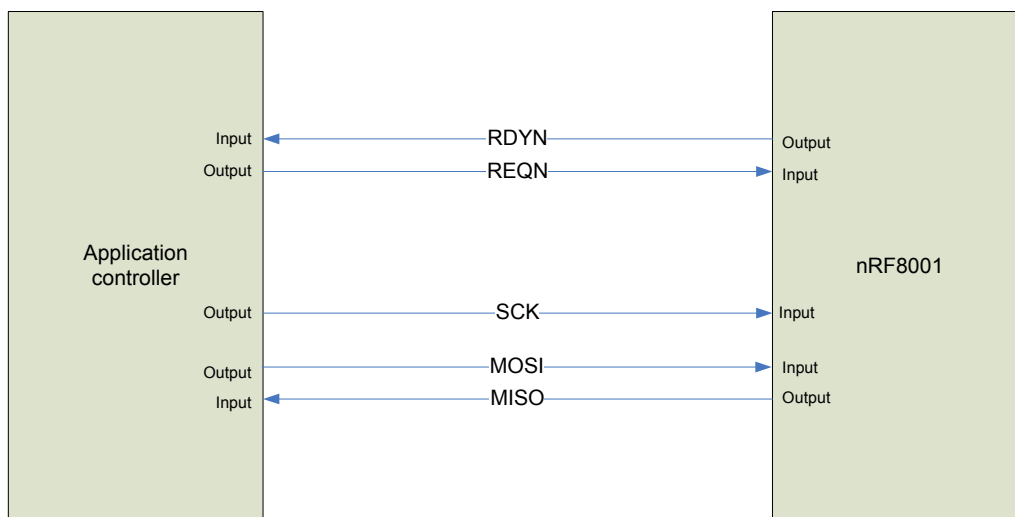 Input
RDYN
Output
Output
REQN
Input
Application
controller
nRF8001
Output
SCK
Input
Output
MOSI
Input
Input
MISO
Output